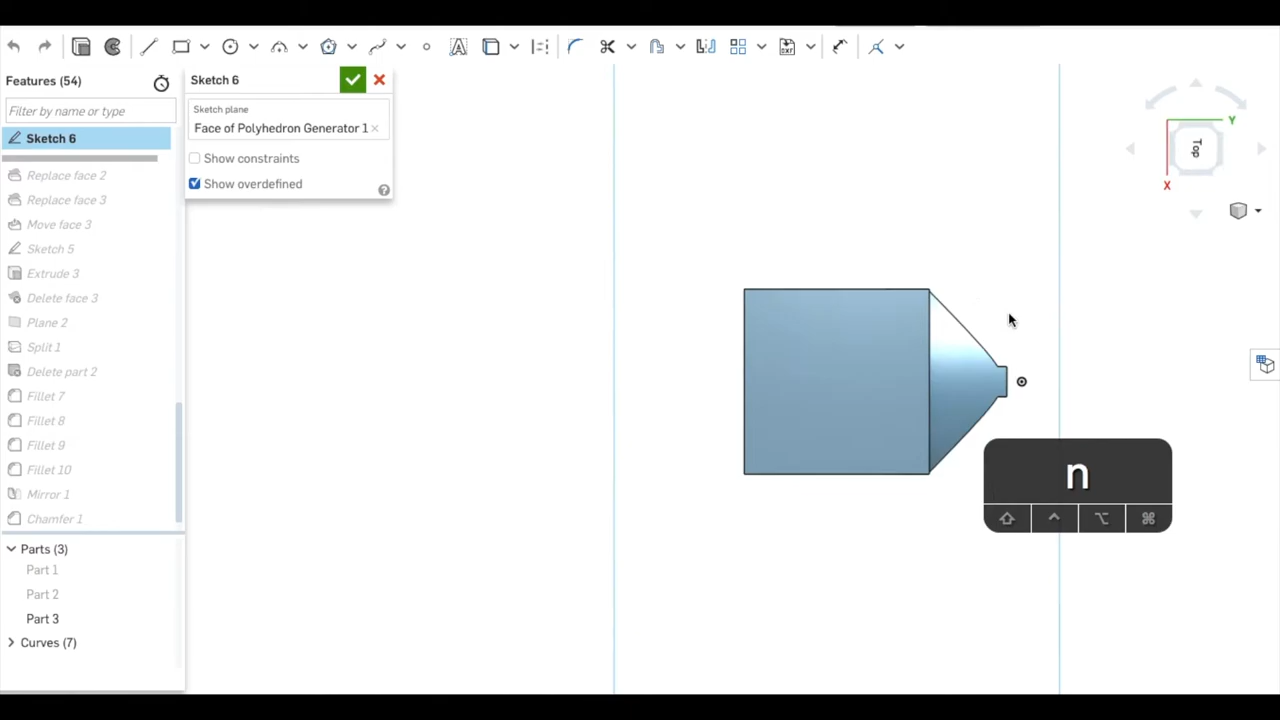 Features (54)
Filter by name or type
Sketch 6
Replace face 2
Replace face 3
Move face 3
Sketch 5
Extrude 3
Delete face 3
Plane 2
Split 1
Delete part 2
Fillet 7
Fillet 8
Fillet 9
Fillet 10
Mirror 1
Chamfer 1
Parts (3)
Part 1
Part 2
Part 3
Curves (7)
Sketch 6
Sketch plane
Face of Polyhedron Generator 1
Show constraints
Show overdefined
Y
Top
X
n